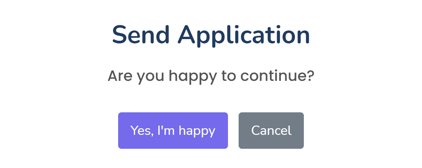 Send Application
Are you happy to continue?
Yes, I'm happy
Cancel